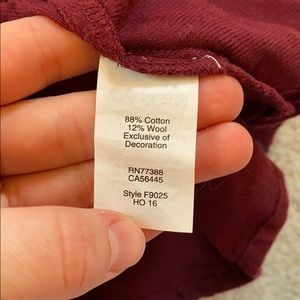 88% Cotton
12% Wool
Exclusive of
Decoration
RN77388
CA56445
Style F9025
HO 16